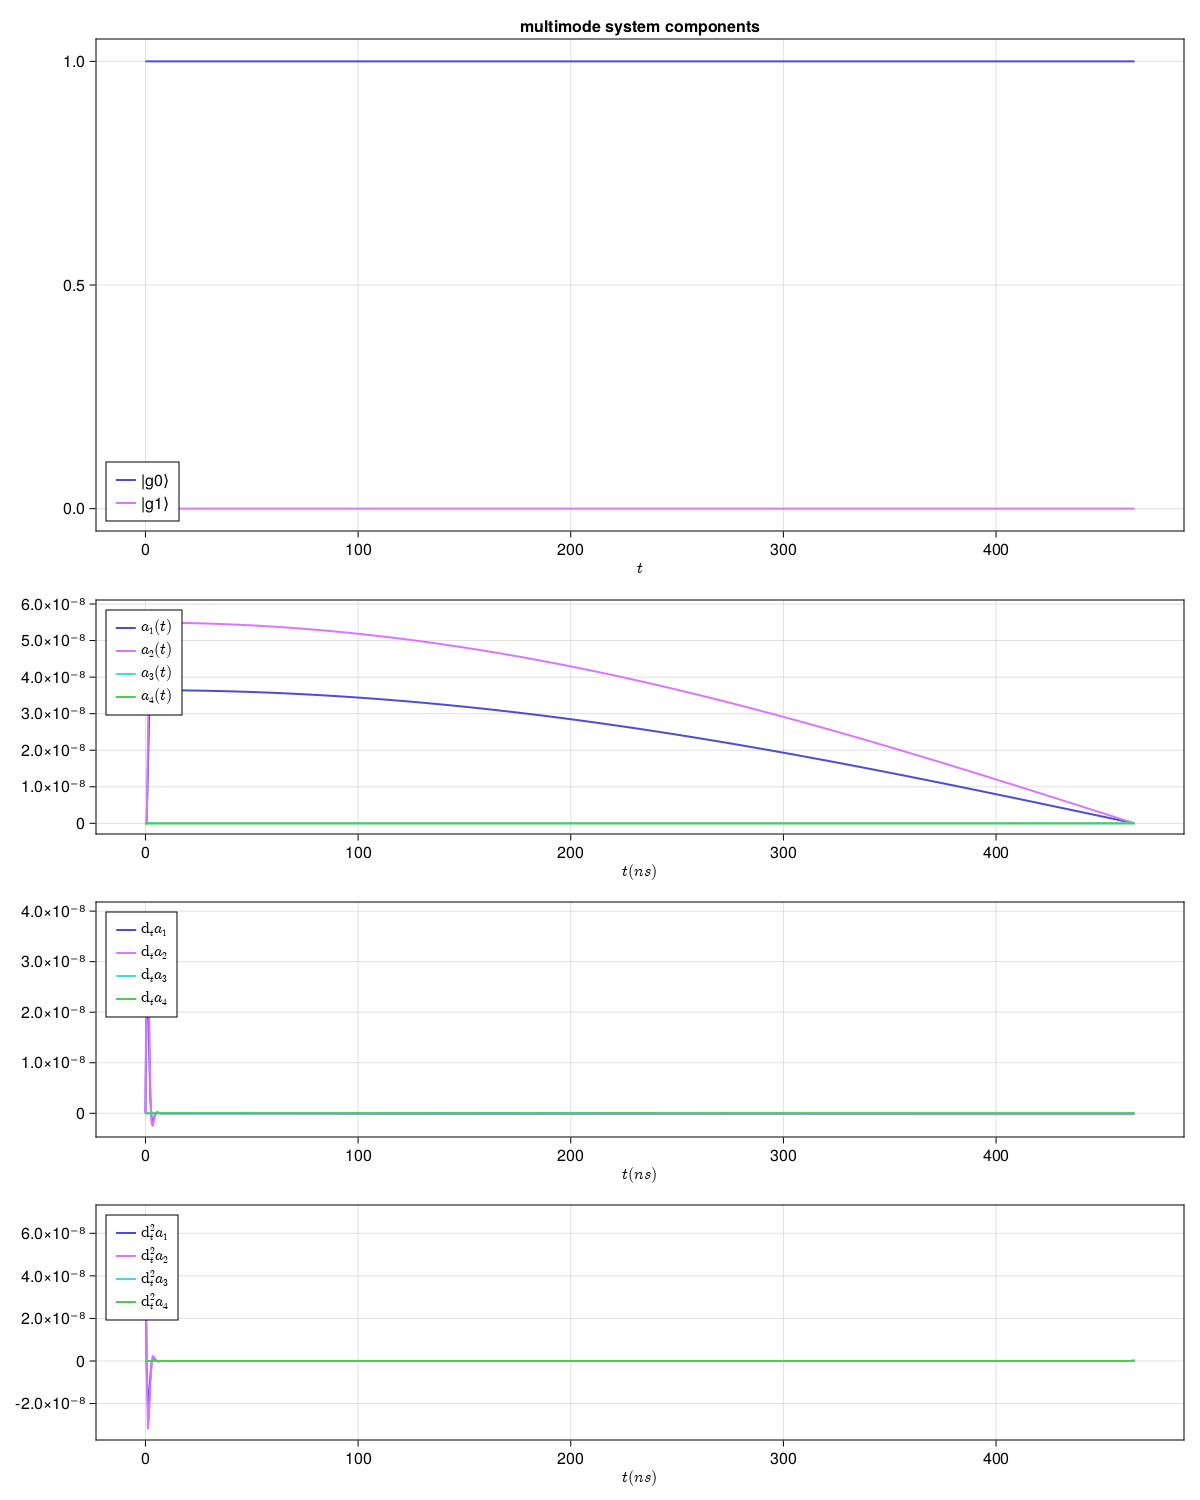 multimode system components
1.0
0.5
0.0
|g0⟩
|g1⟩
0 100 200 300 400
t
6.0×10⁻⁸
5.0×10⁻⁸
4.0×10⁻⁸
3.0×10⁻⁸
2.0×10⁻⁸
1.0×10⁻⁸
0
a₁(t)
a₂(t)
a₃(t)
a₄(t)
0 100 200 300 400
t(ns)
4.0×10⁻⁸
3.0×10⁻⁸
2.0×10⁻⁸
1.0×10⁻⁸
0
dₜa₁
dₜa₂
dₜa₃
dₜa₄
0 100 200 300 400
t(ns)
6.0×10⁻⁸
4.0×10⁻⁸
2.0×10⁻⁸
0
-2.0×10⁻⁸
d²ₜa₁
d²ₜa₂
d²ₜa₃
d²ₜa₄
0 100 200 300 400
t(ns)